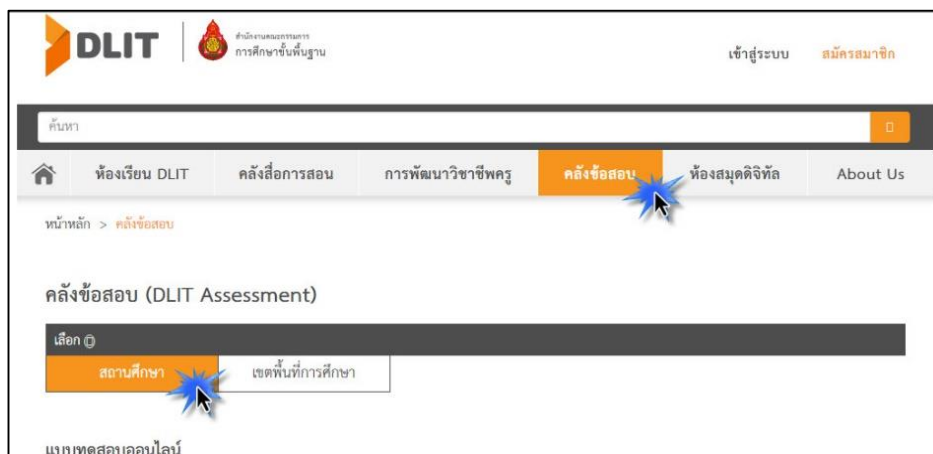 DLIT
สำนักงานคณะกรรมการ
การศึกษาขั้นพื้นฐาน
เข้าสู่ระบบ สมัครสมาชิก
ค้นหา
ห้องเรียน DLIT คลังสื่อการสอน การพัฒนาวิชาชีพครู คลังข้อสอบ ห้องสมุดดิจิทัล About Us
หน้าหลัก > คลังข้อสอบ
คลังข้อสอบ (DLIT Assessment)
เลือก
สถานศึกษา เขตพื้นที่การศึกษา
แบบทดสอบออนไลน์